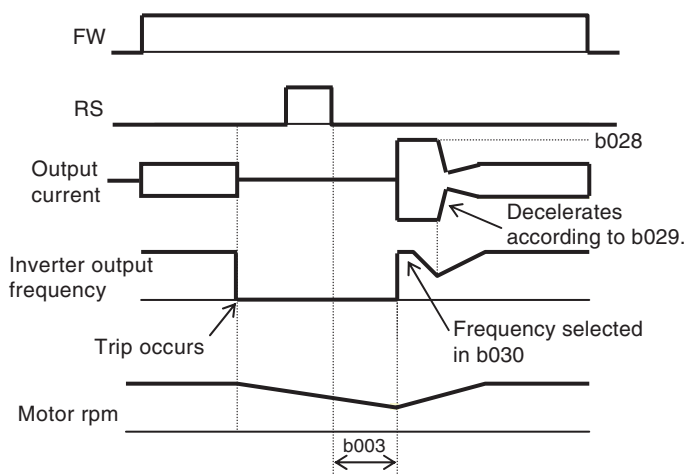 FW
RS
b028
Output
current
Decelerates
according to b029.
Inverter output
frequency
Trip occurs
Frequency selected
in b030
Motor rpm
b003